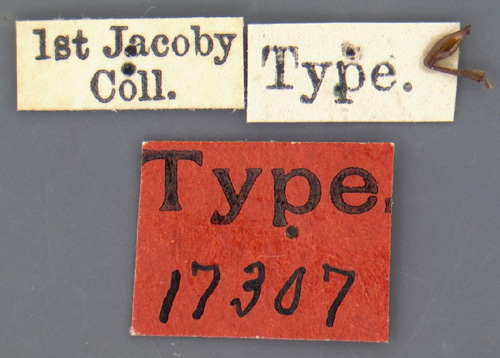 1st Jacoby
Coll.
Type.
Type.
17307